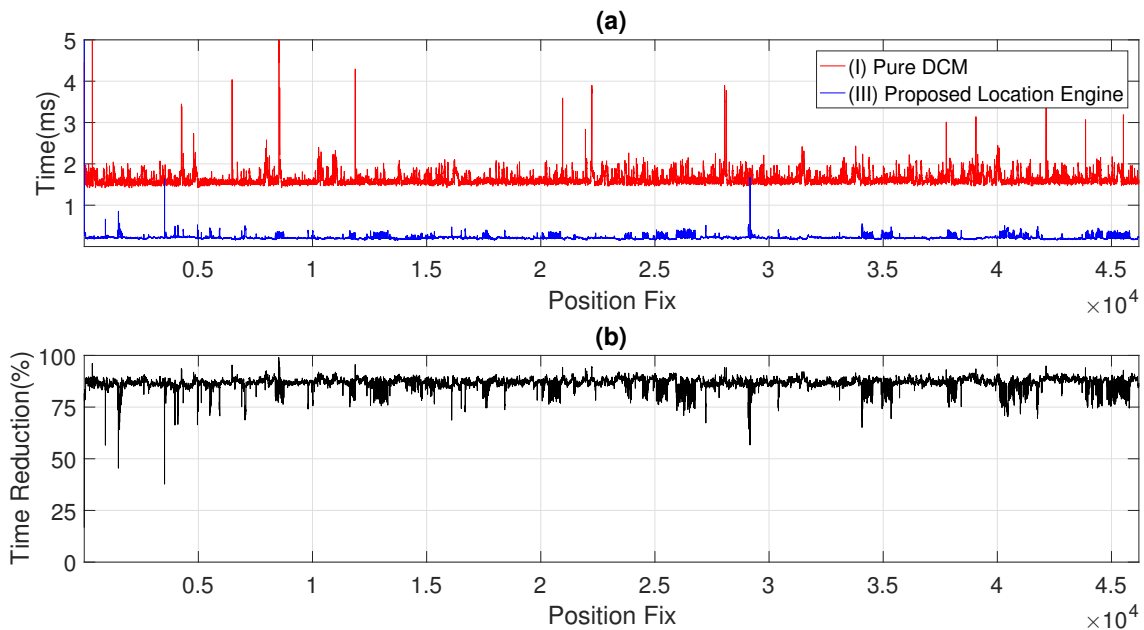 (a)
5
4
3
2
1
Time(ms)
(I) Pure DCM
(III) Proposed Location Engine
0.5 1 1.5 2 2.5 3 3.5 4 4.5
Position Fix
×10^4
(b)
100
75
50
25
0
Time Reduction(%)
0.5 1 1.5 2 2.5 3 3.5 4 4.5
Position Fix
×10^4